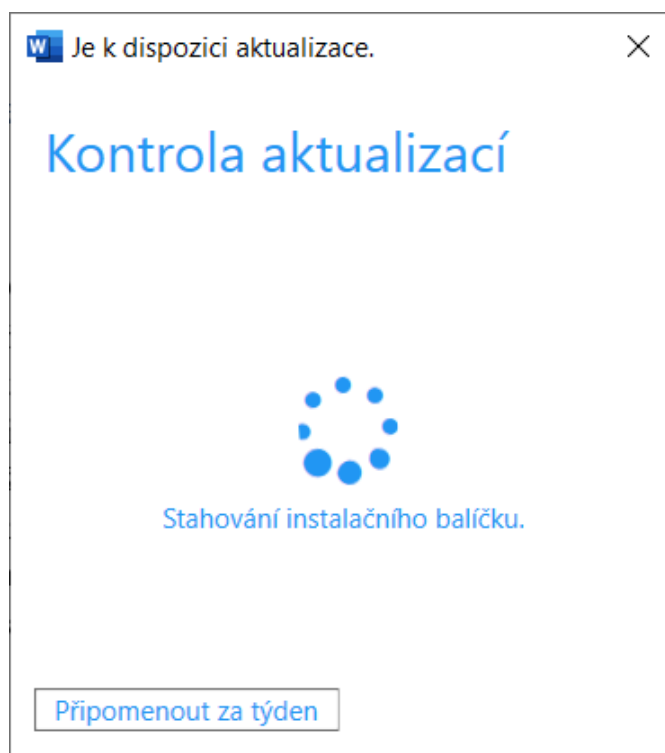 W Je k dispozici aktualizace.
Kontrola aktualizací
Stahování instalačního balíčku.
Připomenout za týden